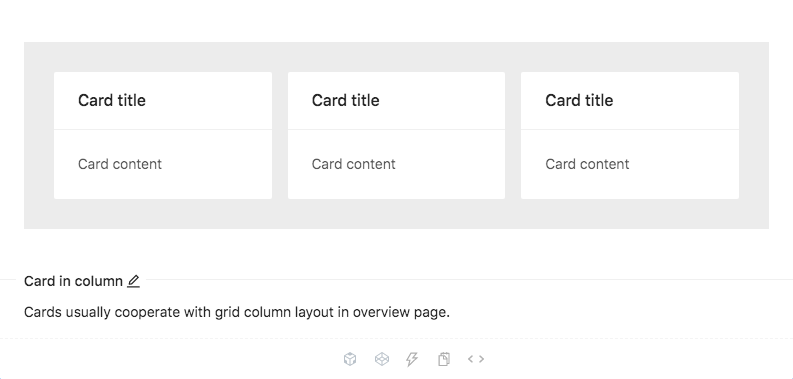 Card title Card title Card title
Card content Card content Card content
Card in column
Cards usually cooperate with grid column layout in overview page.